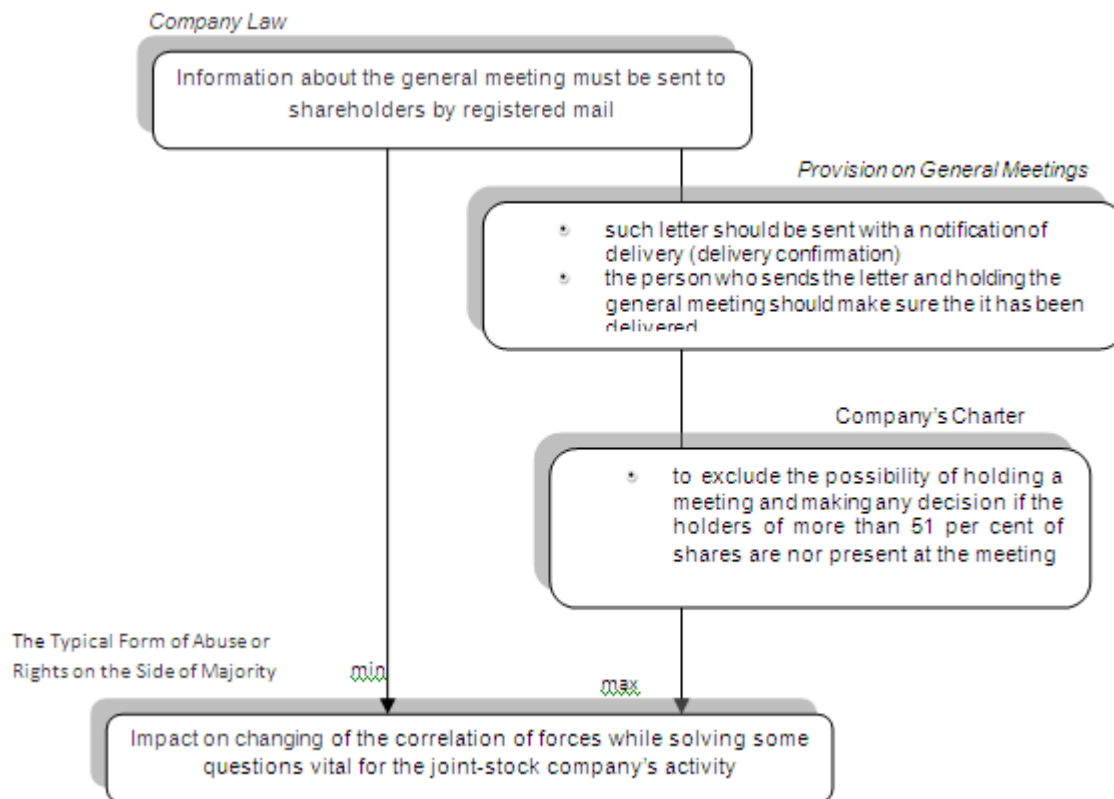 Company Law
Information about the general meeting must be sent to
shareholders by registered mail
Provision on General Meetings
such letter should be sent with a notification of
delivery (delivery confirmation)
the person who sends the letter and holding the
general meeting should make sure the it has been
delivered
Company's Charter
to exclude the possibility of holding a
meeting and making any decision if the
holders of more than 51 per cent of
shares are nor present at the meeting
The Typical Form of Abuse or
Rights on the Side of Majority
min
max
Impact on changing of the correlation of forces while solving some
questions vital for the joint-stock company's activity